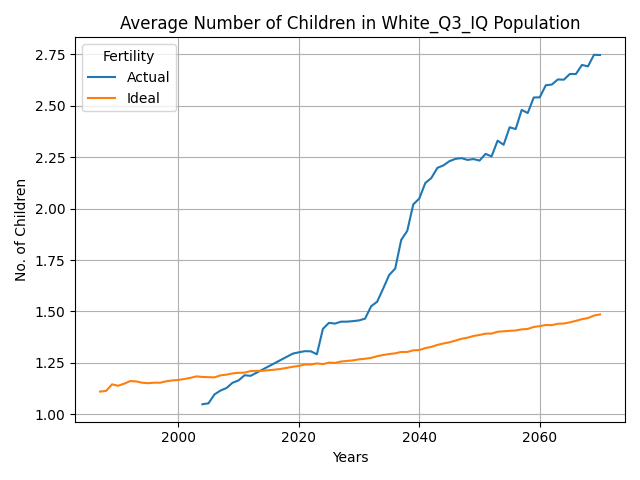 Average Number of Children in White_Q3_IQ Population
Fertility
Actual
Ideal
No. of Children
2.75
2.50
2.25
2.00
1.75
1.50
1.25
1.00
2000 2020 2040 2060
Years